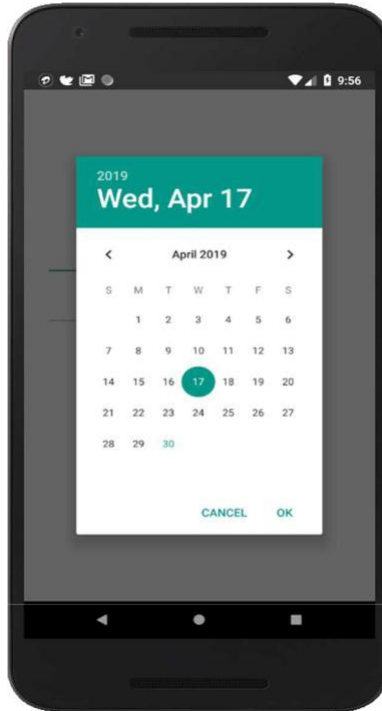 9:56
2019
Wed, Apr 17
April 2019
S M T W T F S
1 2 3 4 5 6
7 8 9 10 11 12 13
14 15 16 17 18 19 20
21 22 23 24 25 26 27
28 29 30
CANCEL OK